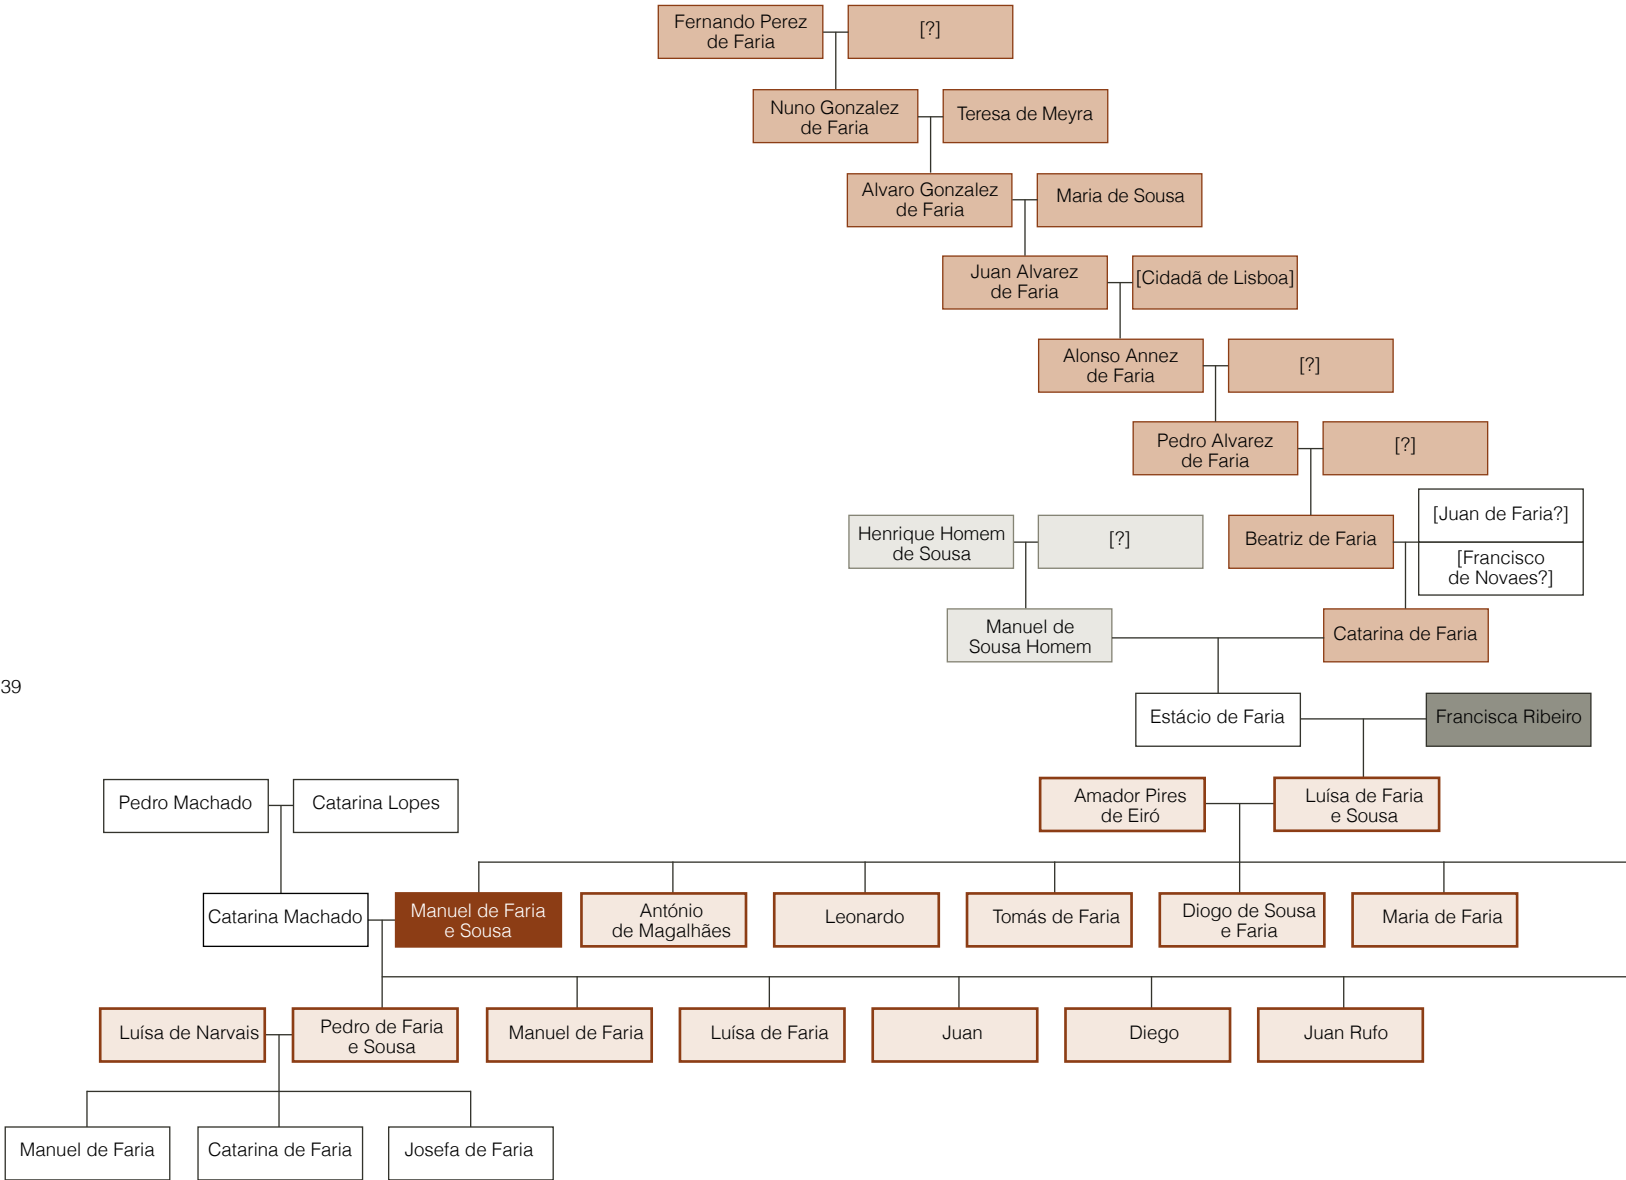 Fernando Perez
de Faria
[?]
Nuno Gonzalez
de Faria
Teresa de Meyra
Alvaro Gonzalez
de Faria
Maria de Sousa
Juan Alvarez
de Faria
[Cidadã de Lisboa]
Alonso Annez
de Faria
[?]
Pedro Alvarez
de Faria
[?]
Henrique Homem
de Sousa
[?]
Beatriz de Faria
[Juan de Faria?]
[Francisco
de Novaes?]
Manuel de
Sousa Homem
Catarina de Faria
39
Estácio de Faria
Francisca Ribeiro
Pedro Machado
Catarina Lopes
Amador Pires
de Eiró
Luísa de Faria
e Sousa
Catarina Machado
Manuel de Faria
e Sousa
António
de Magalhães
Leonardo
Tomás de Faria
Diogo de Sousa
e Faria
Maria de Faria
Luísa de Narvais
Pedro de Faria
e Sousa
Manuel de Faria
Luísa de Faria
Juan
Diego
Juan Rufo
Manuel de Faria
Catarina de Faria
Josefa de Faria